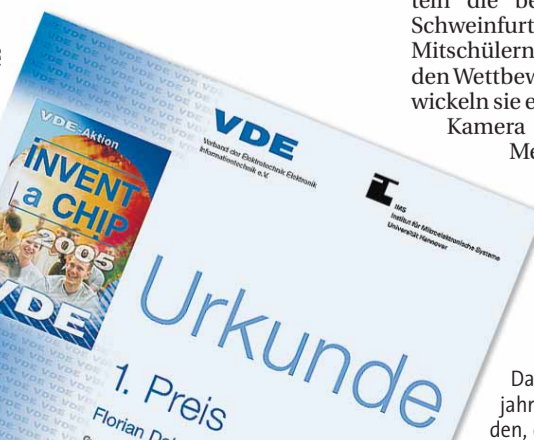 tem die be
Schweinfurt
Mitschülern
den Wettbew
wickeln sie e
Kamera
Me
VDE
Verband der Elektrotechnik Elektronik
Informationstechnik e.V.
IMS
Institut für Mikroelektronische Systeme
Universität Hannover
VDE-Aktion
INVENT
a CHIP
2005
VDE
Urkunde
1. Preis
Florian
Da
jahr
den,